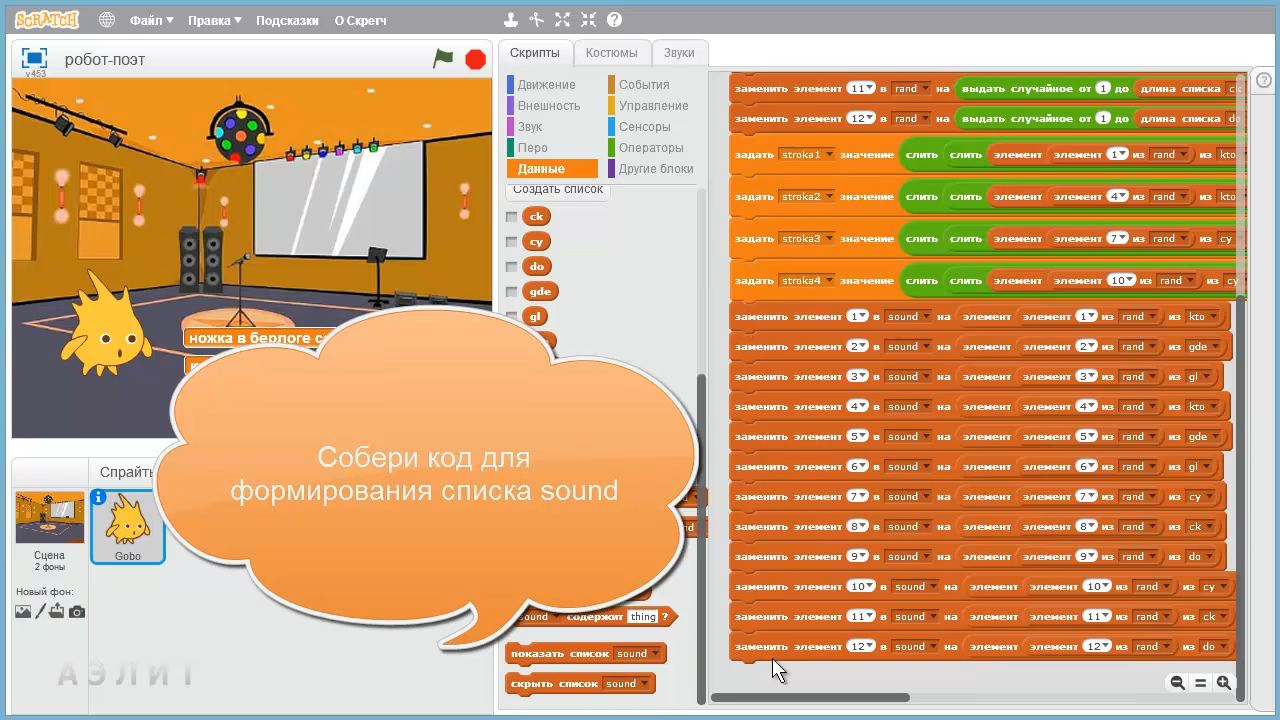 SCRATCH
Файл
Правка
Подсказки
О Скретч
v453
робот-поэт
Скрипты
Костюмы
Звуки
Движение
Внешность
Звук
Перо
Данные
События
Управление
Сенсоры
Операторы
Другие блоки
Создать список
ck
cy
do
gde
gl
ножка в берлоге
Собери код для
формирования списка sound
sound содержит thing ?
показать список sound
скрыть список sound
Спрайты
Gobo
Сцена
2 фоны
Новый фон:
АЭЛИТ
заменить элемент 11 в rand на выдать случайное от 1 до длина списка
заменить элемент 12 в rand на выдать случайное от 1 до длина списка
задать stroka1 значение слить слить элемент элемент 1 из rand из kto
задать stroka2 значение слить слить элемент элемент 4 из rand из kto
задать stroka3 значение слить слить элемент элемент 7 из rand из cy
задать stroka4 значение слить слить элемент элемент 10 из rand из cy
заменить элемент 1 в sound на элемент элемент 1 из rand из kto
заменить элемент 2 в sound на элемент элемент 2 из rand из gde
заменить элемент 3 в sound на элемент элемент 3 из rand из gl
заменить элемент 4 в sound на элемент элемент 4 из rand из kto
заменить элемент 5 в sound на элемент элемент 5 из rand из gde
заменить элемент 6 в sound на элемент элемент 6 из rand из gl
заменить элемент 7 в sound на элемент элемент 7 из rand из cy
заменить элемент 8 в sound на элемент элемент 8 из rand из ck
заменить элемент 9 в sound на элемент элемент 9 из rand из do
заменить элемент 10 в sound на элемент элемент 10 из rand из cy
заменить элемент 11 в sound на элемент элемент 11 из rand из ck
заменить элемент 12 в sound на элемент элемент 12 из rand из do